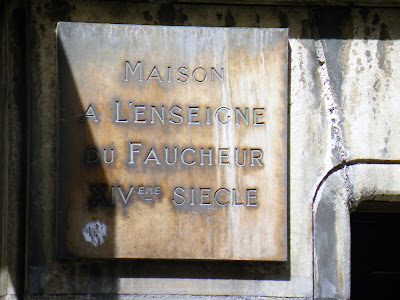 MAISON
A L'ENSEIGNE
DU FAUCHEUR
XIVEME SIECLE